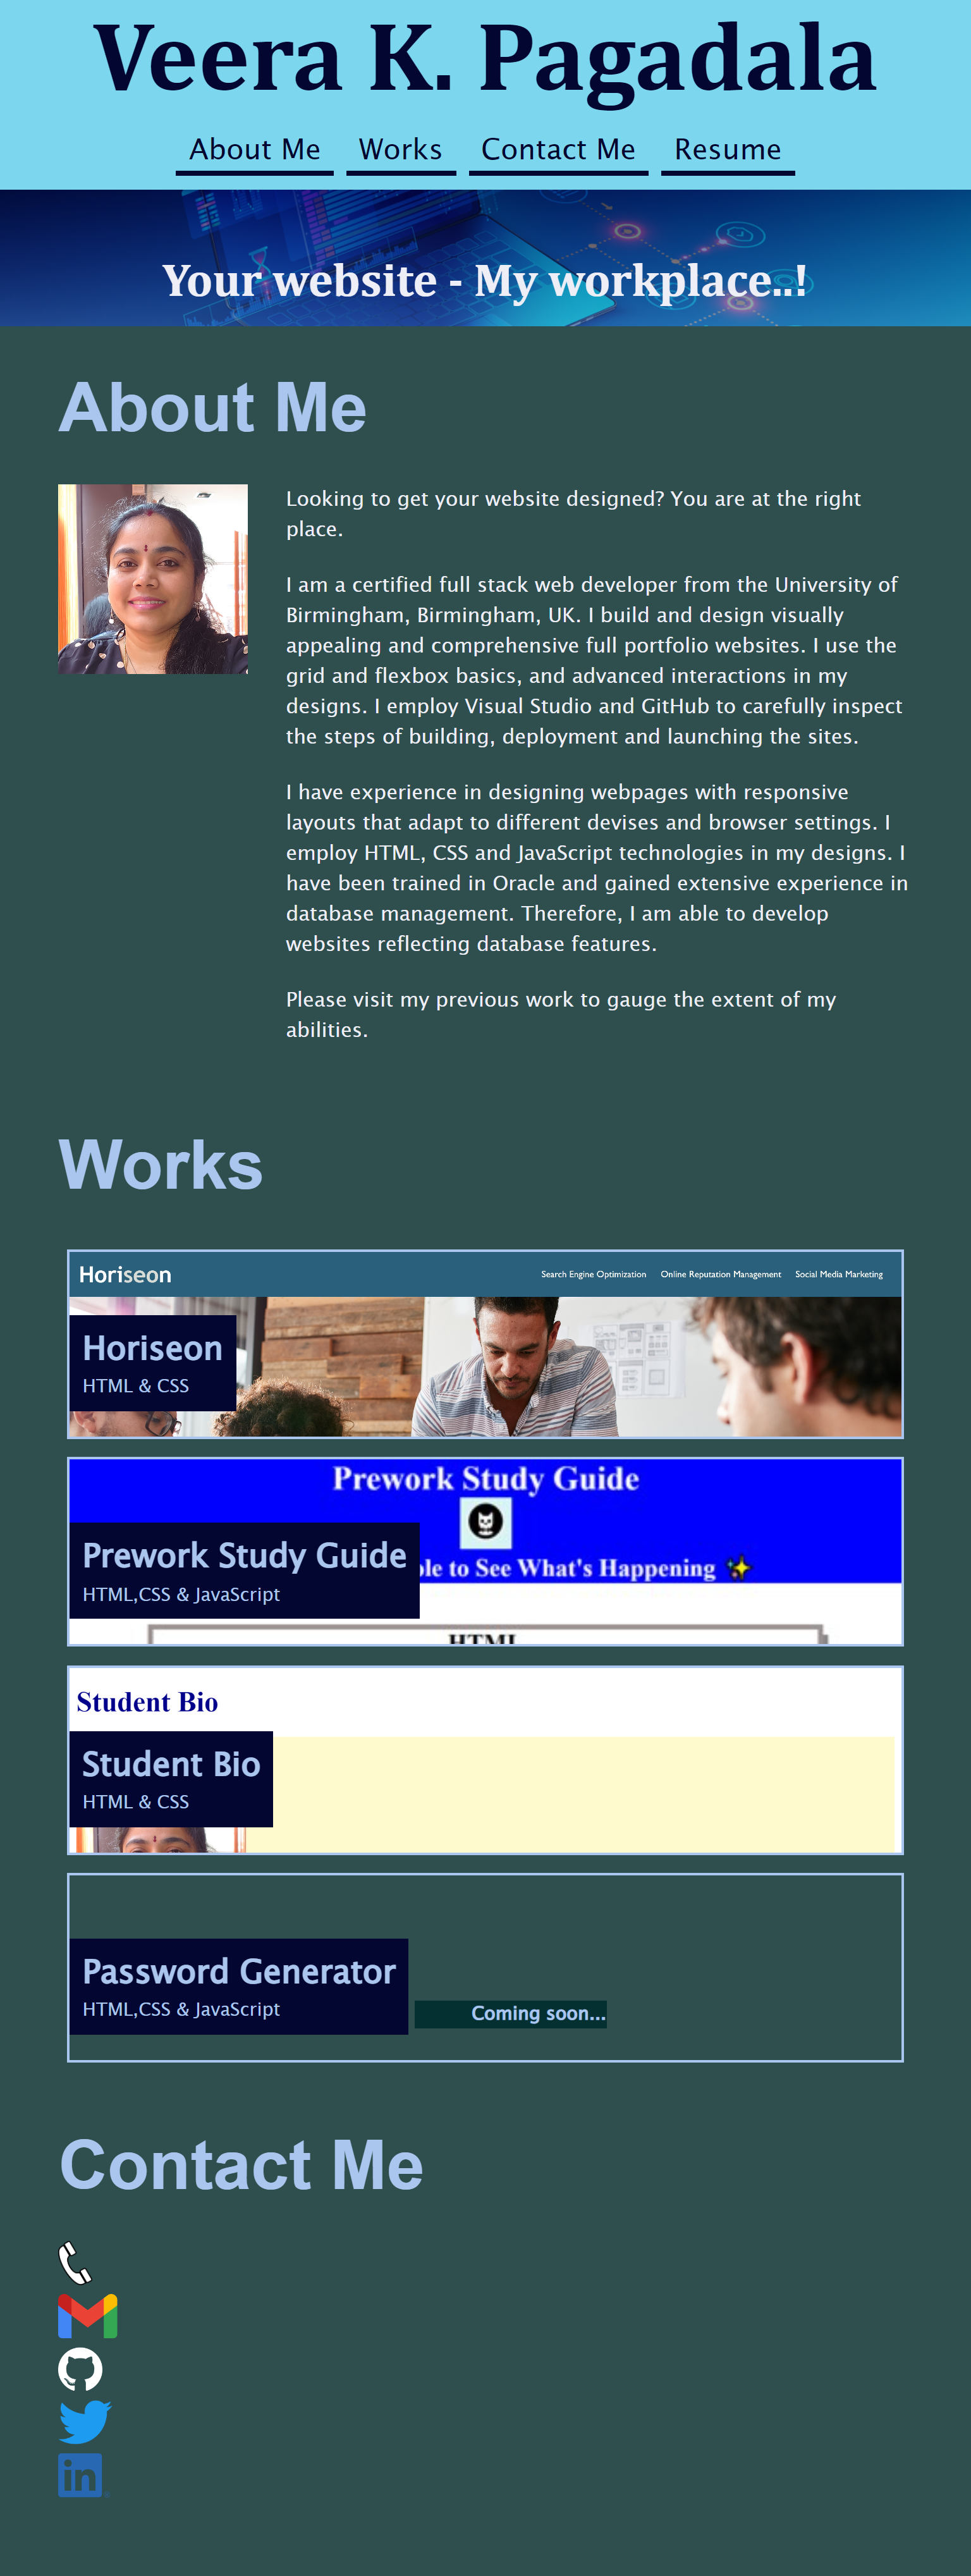 Veera K. Pagadala
About Me Works Contact Me Resume
Your website - My workplace..!
About Me
Looking to get your website designed? You are at the right
place.
I am a certified full stack web developer from the University of
Birmingham, Birmingham, UK. I build and design visually
appealing and comprehensive full portfolio websites. I use the
grid and flexbox basics, and advanced interactions in my
designs. I employ Visual Studio and GitHub to carefully inspect
the steps of building, deployment and launching the sites.
I have experience in designing webpages with responsive
layouts that adapt to different devises and browser settings. I
employ HTML, CSS and JavaScript technologies in my designs. I
have been trained in Oracle and gained extensive experience in
database management. Therefore, I am able to develop
websites reflecting database features.
Please visit my previous work to gauge the extent of my
abilities.
Works
Horiseon Search Engine Optimization Online Reputation Management Social Media Marketing
Horiseon
HTML & CSS
Prework Study Guide
Prework Study Guide
to See What's Happening ✨
HTML,CSS & JavaScript
HTML
Student Bio
Student Bio
HTML & CSS
Password Generator
HTML,CSS & JavaScript
Coming soon...
Contact Me
in